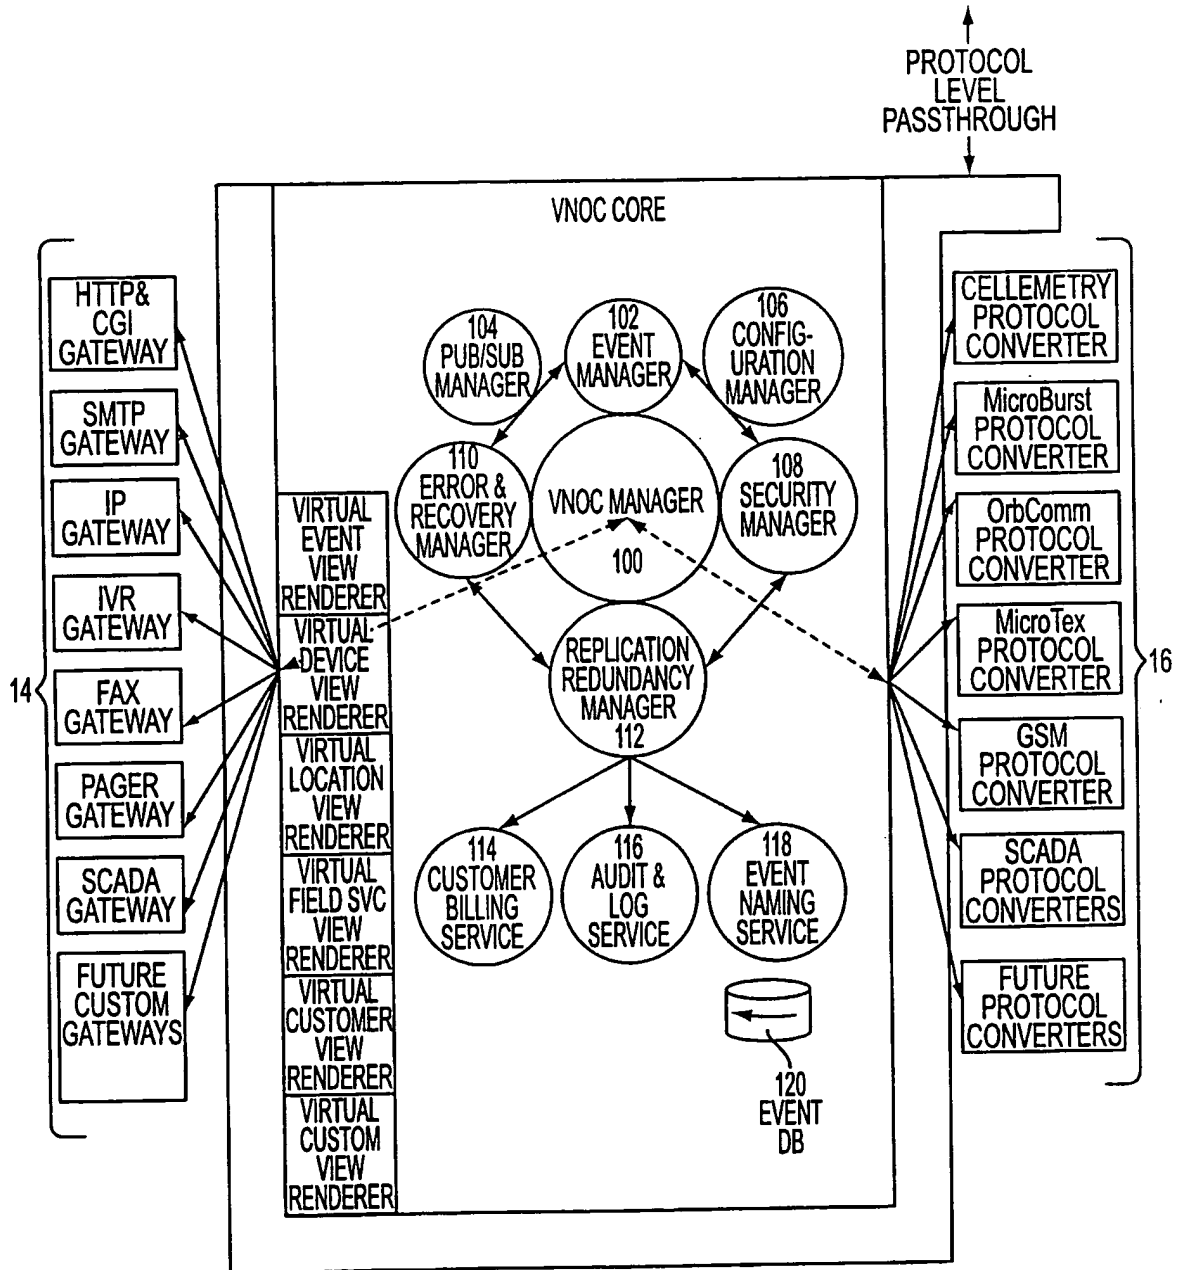 PROTOCOL
LEVEL
PASSTHROUGH
VNOC CORE
14
HTTP&
CGI
GATEWAY
SMTP
GATEWAY
IP
GATEWAY
IVR
GATEWAY
FAX
GATEWAY
PAGER
GATEWAY
SCADA
GATEWAY
FUTURE
CUSTOM
GATEWAYS
VIRTUAL
EVENT
VIEW
RENDERER
VIRTUAL
DEVICE
VIEW
RENDERER
VIRTUAL
LOCATION
VIEW
RENDERER
VIRTUAL
FIELD SVC
VIEW
RENDERER
VIRTUAL
CUSTOMER
VIEW
RENDERER
VIRTUAL
CUSTOM
VIEW
RENDERER
104
PUB/SUB
MANAGER
102
EVENT
MANAGER
106
CONFIG-
URATION
MANAGER
110
ERROR &
RECOVERY
MANAGER
VNOC MANAGER
100
108
SECURITY
MANAGER
REPLICATION
REDUNDANCY
MANAGER
112
114
CUSTOMER
BILLING
SERVICE
116
AUDIT &
LOG
SERVICE
118
EVENT
NAMING
SERVICE
120
EVENT
DB
CELLEMETRY
PROTOCOL
CONVERTER
MicroBurst
PROTOCOL
CONVERTER
OrbComm
PROTOCOL
CONVERTER
MicroTex
PROTOCOL
CONVERTER
GSM
PROTOCOL
CONVERTER
SCADA
PROTOCOL
CONVERTERS
FUTURE
PROTOCOL
CONVERTERS
16